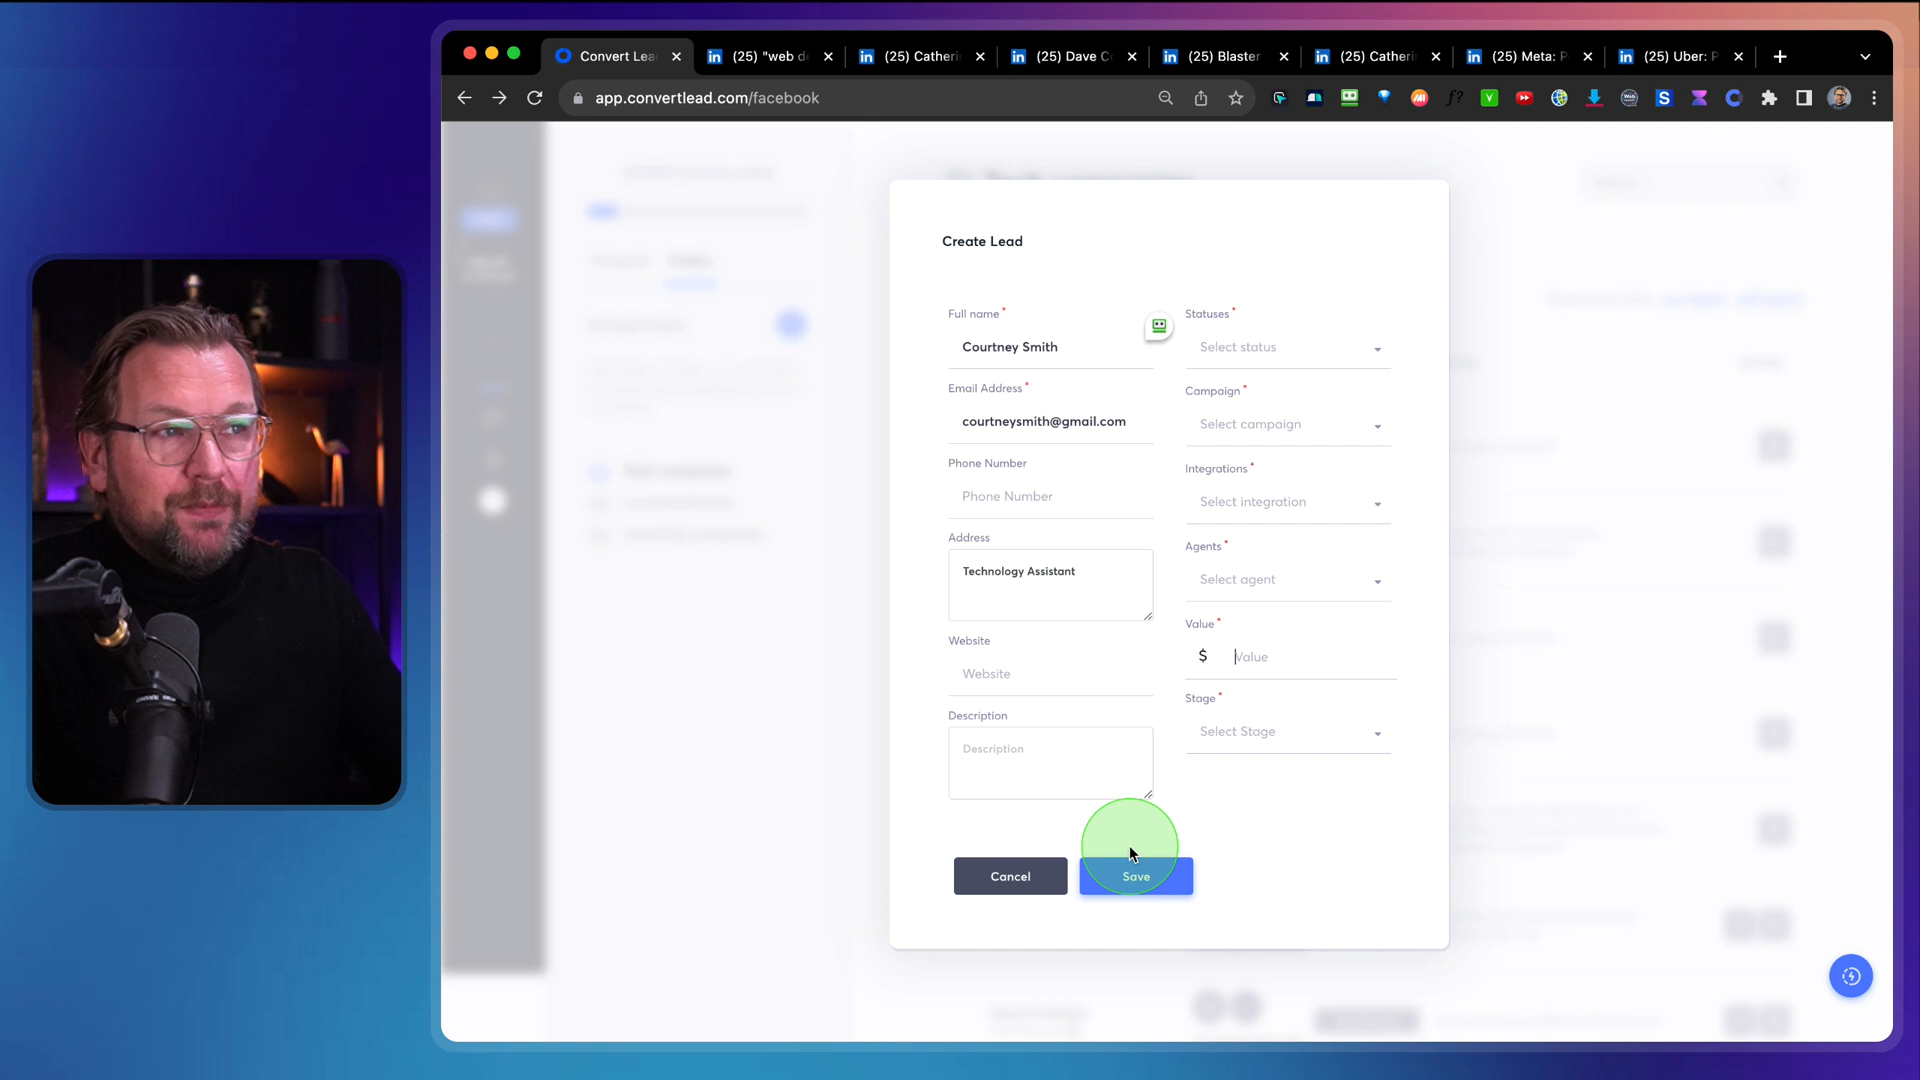 Convert Lea
(25) "web de
(25) Catheri
(25) Dave Co
(25) Blaster
(25) Catheri
(25) Meta: P
(25) Uber: P
app.convertlead.com/facebook
Create Lead
Full name *
Courtney Smith
Email Address *
courtneysmith@gmail.com
Phone Number
Phone Number
Address
Technology Assistant
Website
Website
Description
Description
Statuses *
Select status
Campaign *
Select campaign
Integrations *
Select integration
Agents *
Select agent
Value *
$ Value
Stage *
Select Stage
Cancel
Save